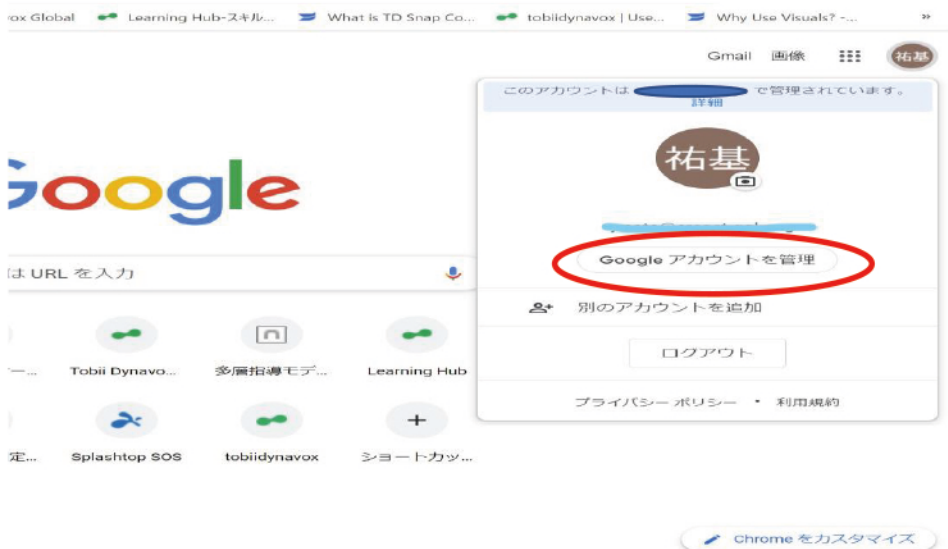 vox Global Learning Hub-スキル... What is TD Snap Co... tobiidynavox | Use... Why Use Visuals? -... »
Gmail 画像 祐基
このアカウントは で管理されています。
詳細
祐基
Google
Google アカウントを管理
は URL を入力
別のアカウントを追加
ログアウト
ー... Tobii Dynavo... 多層指導モデ... Learning Hub
プライバシー ポリシー ・ 利用規約
定... Splashtop SOS tobiidynavox ショートカッ...
Chrome をカスタマイズ